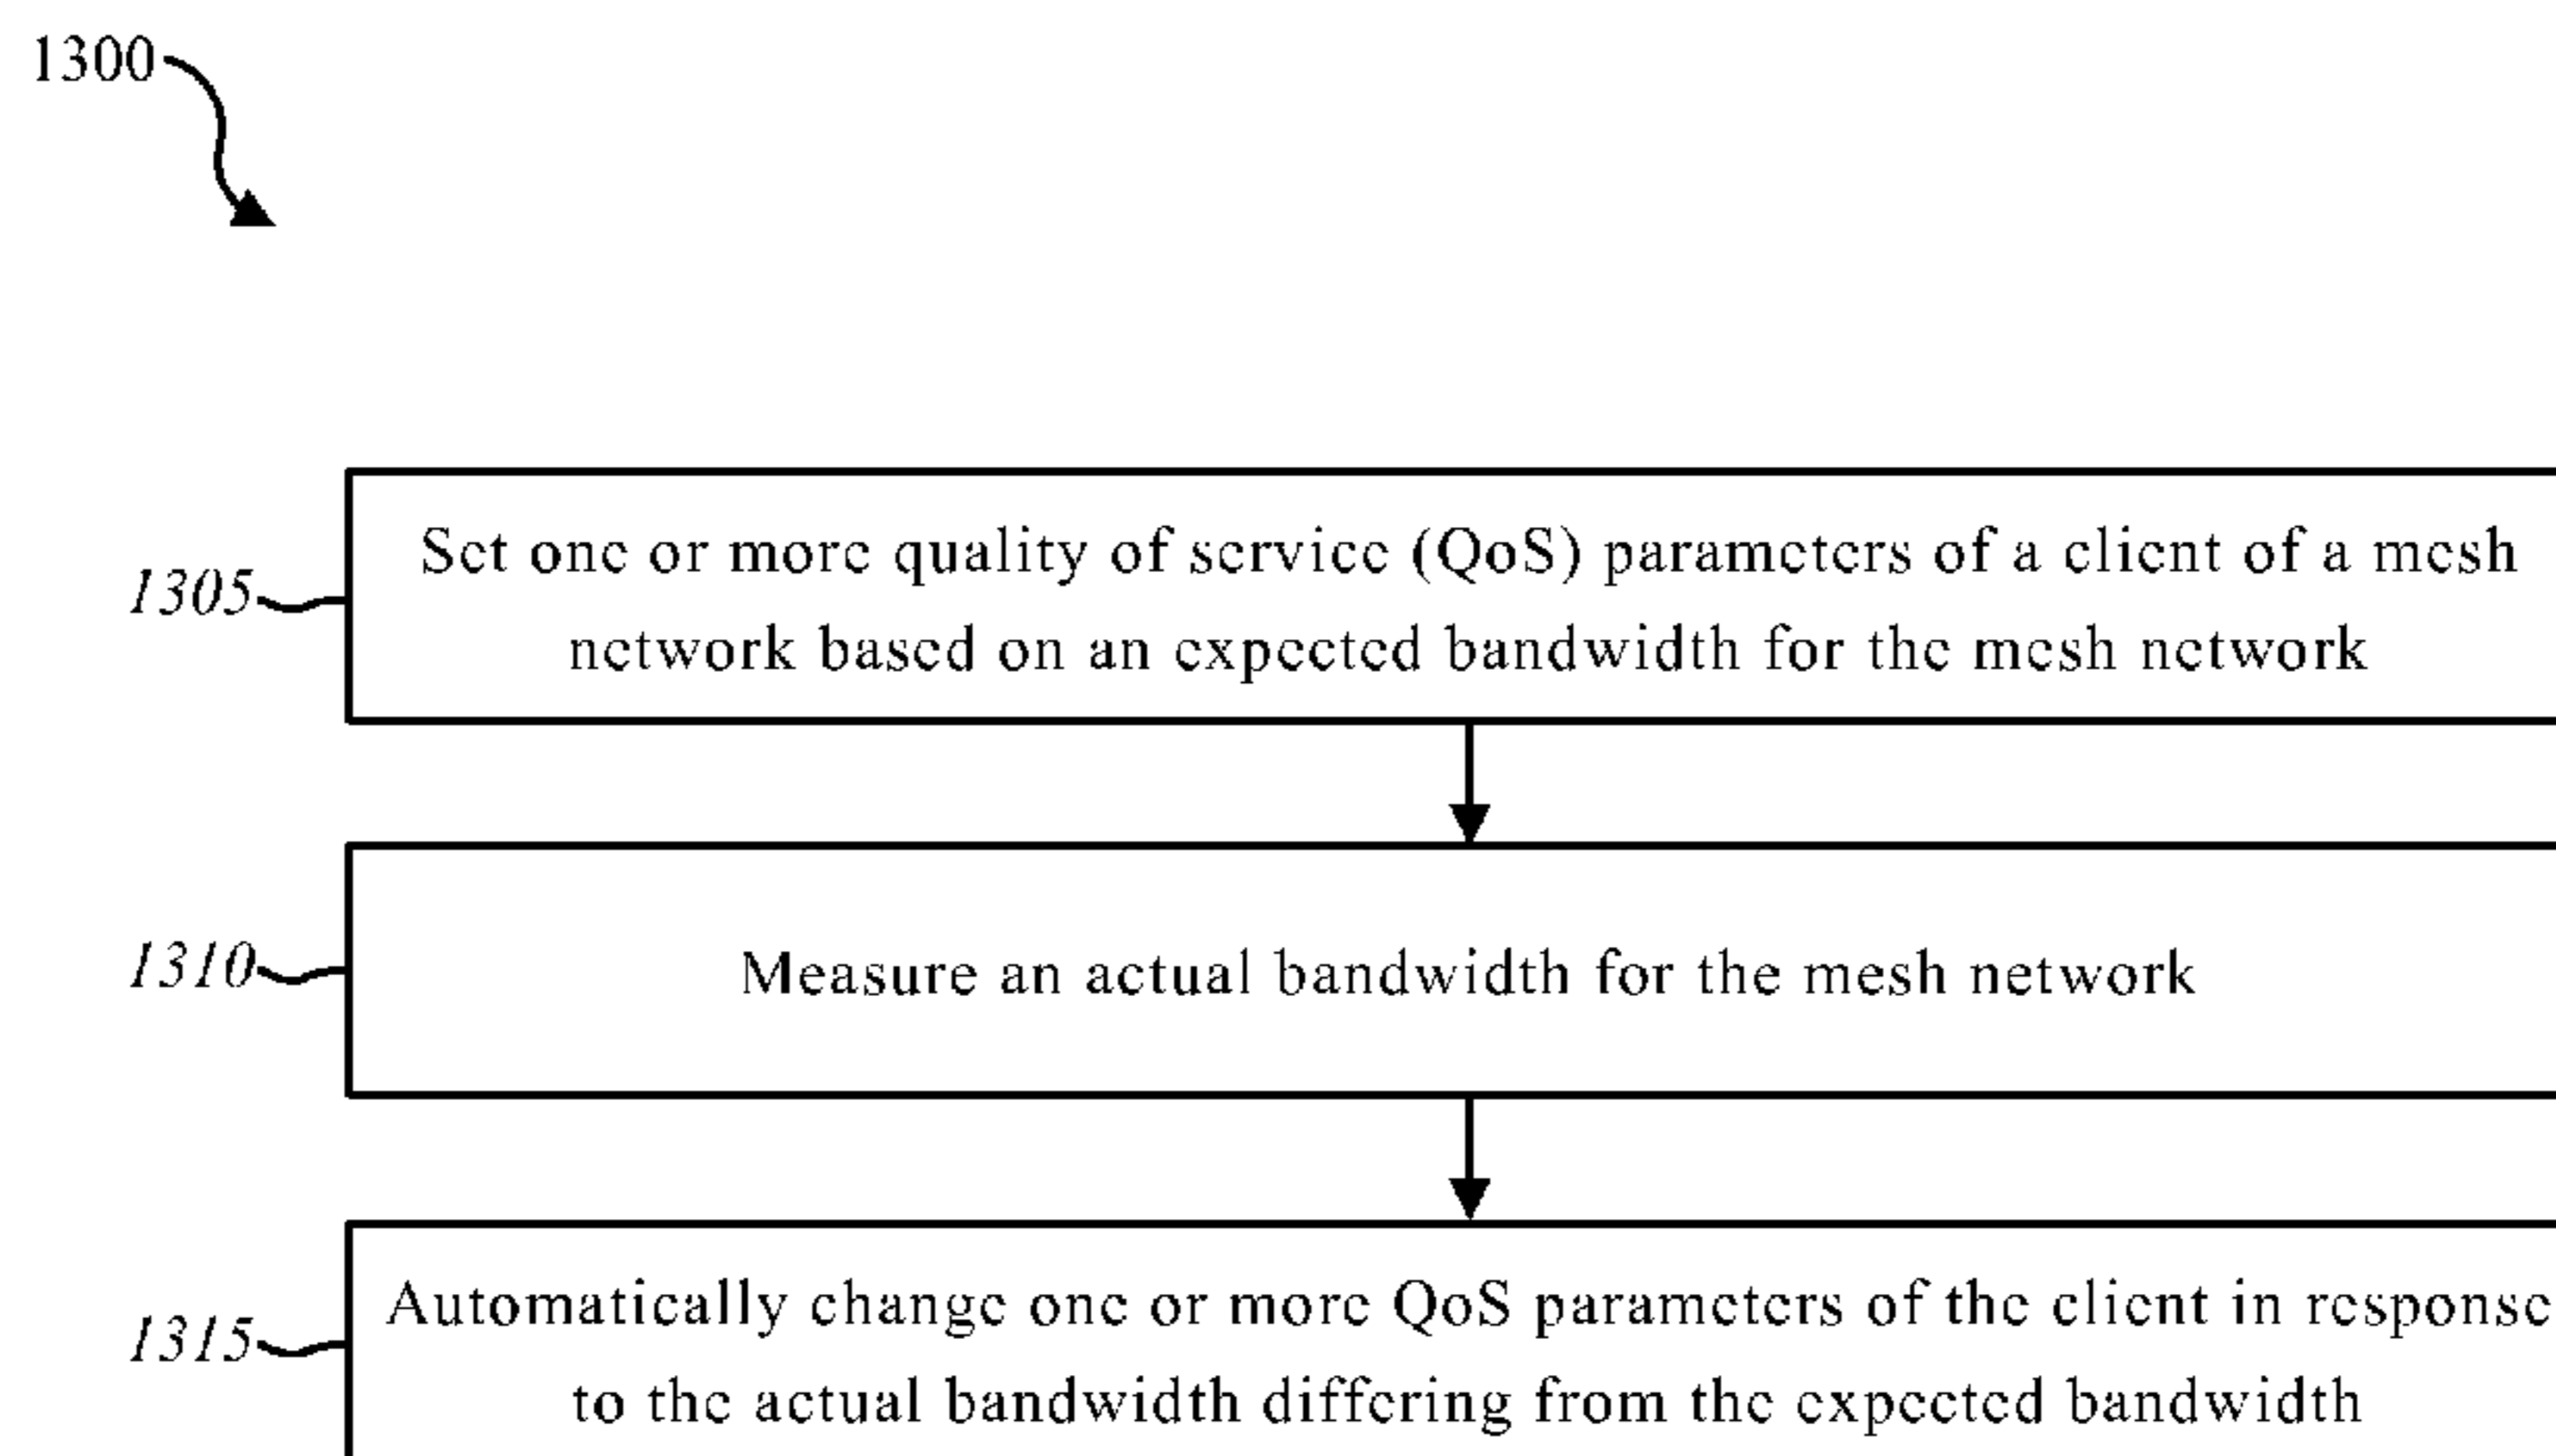 1300
1305
Set one or more quality of service (QoS) parameters of a client of a mesh
network based on an expected bandwidth for the mesh network
1310
Measure an actual bandwidth for the mesh network
1315
Automatically change one or more QoS parameters of the client in response
to the actual bandwidth differing from the expected bandwidth